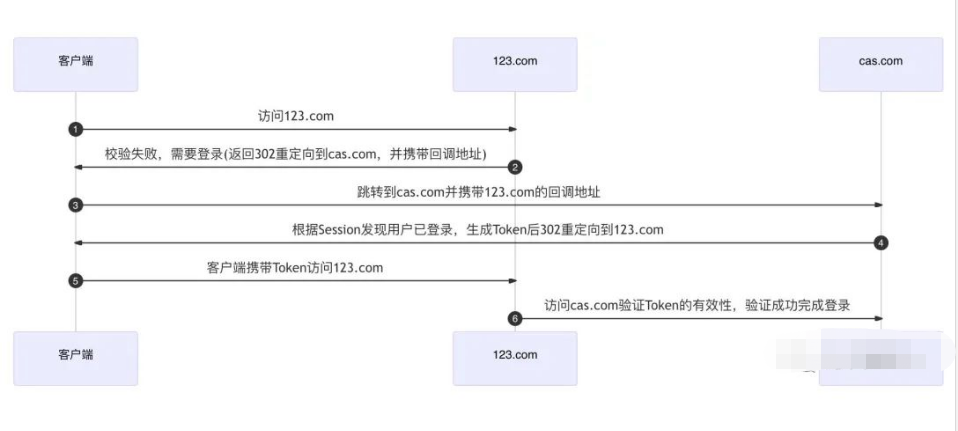 客户端
123.com
cas.com
访问123.com
1
校验失败，需要登录(返回302重定向到cas.com，并携带回调地址)
2
3
跳转到cas.com并携带123.com的回调地址
根据Session发现用户已登录，生成Token后302重定向到123.com
4
客户端携带Token访问123.com
5
访问cas.com验证Token的有效性，验证成功完成登录
6
客户端
123.com